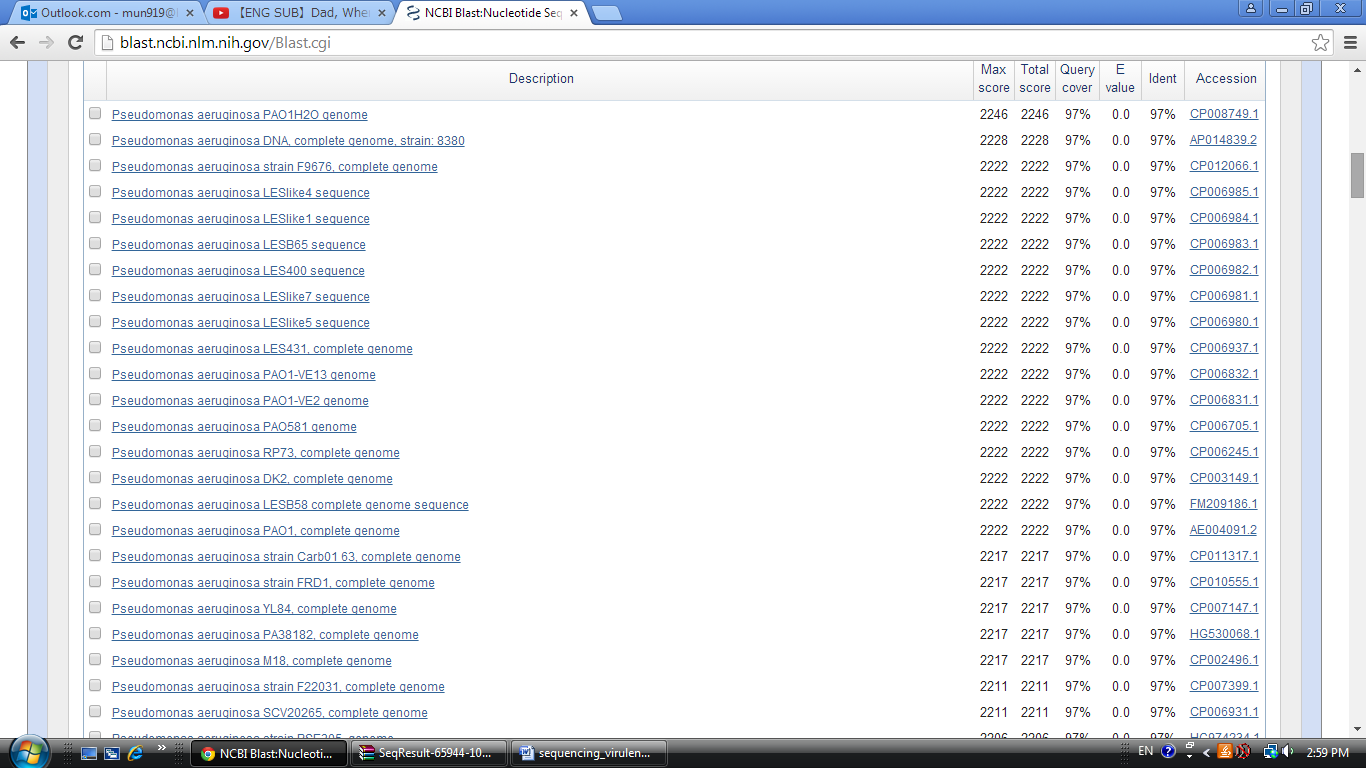 Outlook.com - mun919@
【ENG SUB】Dad, Whe
NCBI Blast:Nucleotide Seq
blast.ncbi.nlm.nih.gov/Blast.cgi
Description Max score Total score Query cover E value Ident Accession
Pseudomonas aeruginosa PAO1H2O genome 2246 2246 97% 0.0 97% CP008749.1
Pseudomonas aeruginosa DNA, complete genome, strain: 8380 2228 2228 97% 0.0 97% AP014839.2
Pseudomonas aeruginosa strain F9676, complete genome 2222 2222 97% 0.0 97% CP012066.1
Pseudomonas aeruginosa LESlike4 sequence 2222 2222 97% 0.0 97% CP006985.1
Pseudomonas aeruginosa LESlike1 sequence 2222 2222 97% 0.0 97% CP006984.1
Pseudomonas aeruginosa LESB65 sequence 2222 2222 97% 0.0 97% CP006983.1
Pseudomonas aeruginosa LES400 sequence 2222 2222 97% 0.0 97% CP006982.1
Pseudomonas aeruginosa LESlike7 sequence 2222 2222 97% 0.0 97% CP006981.1
Pseudomonas aeruginosa LESlike5 sequence 2222 2222 97% 0.0 97% CP006980.1
Pseudomonas aeruginosa LES431, complete genome 2222 2222 97% 0.0 97% CP006937.1
Pseudomonas aeruginosa PAO1-VE13 genome 2222 2222 97% 0.0 97% CP006832.1
Pseudomonas aeruginosa PAO1-VE2 genome 2222 2222 97% 0.0 97% CP006831.1
Pseudomonas aeruginosa PAO581 genome 2222 2222 97% 0.0 97% CP006705.1
Pseudomonas aeruginosa RP73, complete genome 2222 2222 97% 0.0 97% CP006245.1
Pseudomonas aeruginosa DK2, complete genome 2222 2222 97% 0.0 97% CP003149.1
Pseudomonas aeruginosa LESB58 complete genome sequence 2222 2222 97% 0.0 97% FM209186.1
Pseudomonas aeruginosa PAO1, complete genome 2222 2222 97% 0.0 97% AE004091.2
Pseudomonas aeruginosa strain Carb01 63, complete genome 2217 2217 97% 0.0 97% CP011317.1
Pseudomonas aeruginosa strain FRD1, complete genome 2217 2217 97% 0.0 97% CP010555.1
Pseudomonas aeruginosa YL84, complete genome 2217 2217 97% 0.0 97% CP007147.1
Pseudomonas aeruginosa PA38182, complete genome 2217 2217 97% 0.0 97% HG530068.1
Pseudomonas aeruginosa M18, complete genome 2217 2217 97% 0.0 97% CP002496.1
Pseudomonas aeruginosa strain F22031, complete genome 2211 2211 97% 0.0 97% CP007399.1
Pseudomonas aeruginosa SCV20265, complete genome 2211 2211 97% 0.0 97% CP006931.1
NCBI Blast:Nucleoti...
SeqResult-65944-10...
sequencing_virulen...
EN
2:59 PM